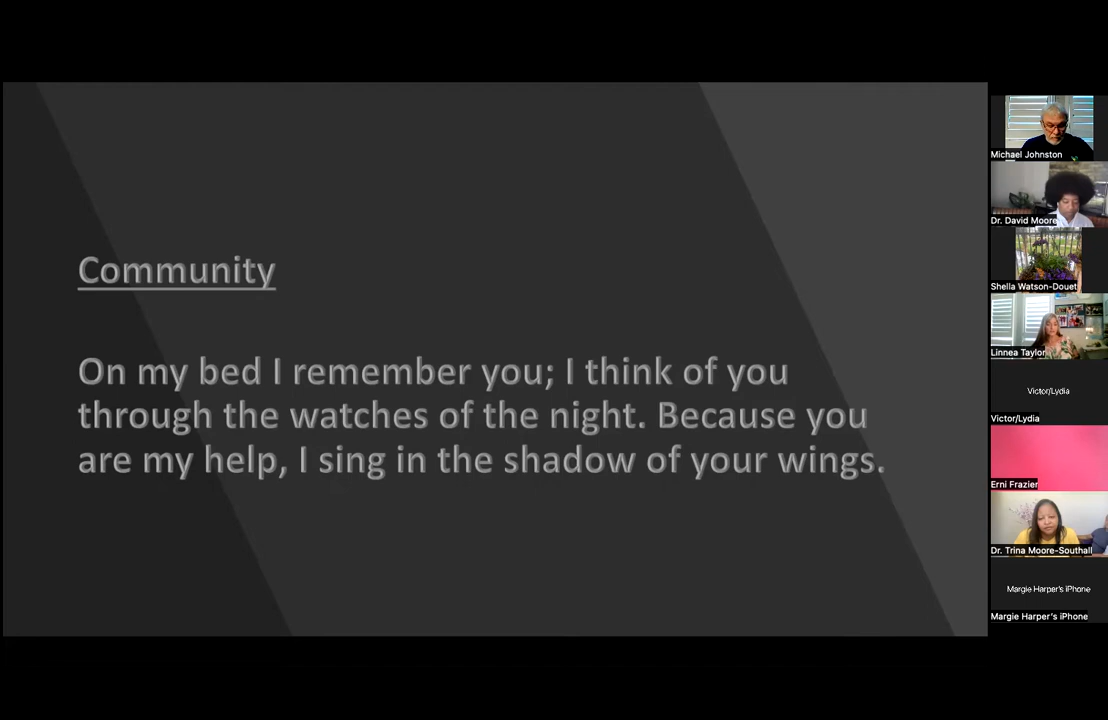 Community
On my bed I remember you; I think of you
through the watches of the night. Because you
are my help, I sing in the shadow of your wings.
Michael Johnston
Dr. David Moore
Shella Watson-Douet
Linnea Taylor
Victor/Lydia
Victor/Lydia
Erni Frazier
Dr. Trina Moore-Southall
Margie Harper's iPhone
Margie Harper's iPhone